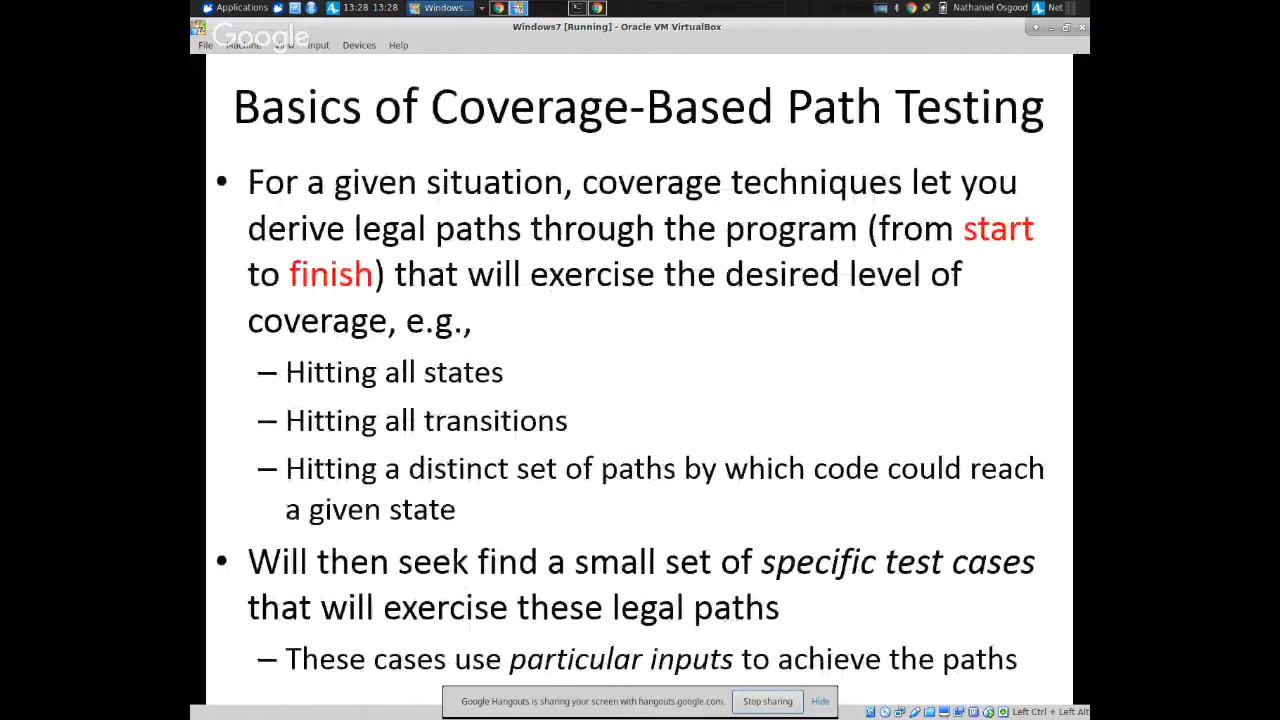 Applications 13:28 13:28 Windows... Nathaniel Osgood Net
Windows7 [Running] - Oracle VM VirtualBox
Google
File Machine View Input Devices Help
Basics of Coverage-Based Path Testing
• For a given situation, coverage techniques let you
derive legal paths through the program (from start
to finish) that will exercise the desired level of
coverage, e.g.,
– Hitting all states
– Hitting all transitions
– Hitting a distinct set of paths by which code could reach
a given state
• Will then seek find a small set of specific test cases
that will exercise these legal paths
– These cases use particular inputs to achieve the paths
Google Hangouts is sharing your screen with hangouts.google.com. Stop sharing Hide
Left Ctrl + Left Alt